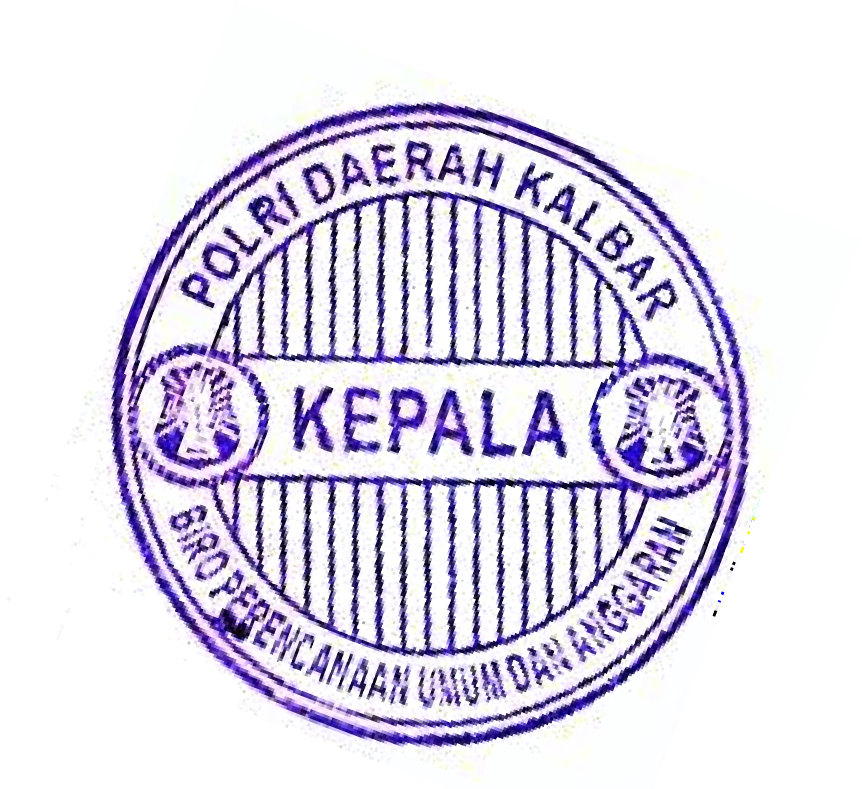 POLRI DAERAH KALBAR
KEPALA
BIRO PERENCANAAN UMUM DAN ANGGARAN